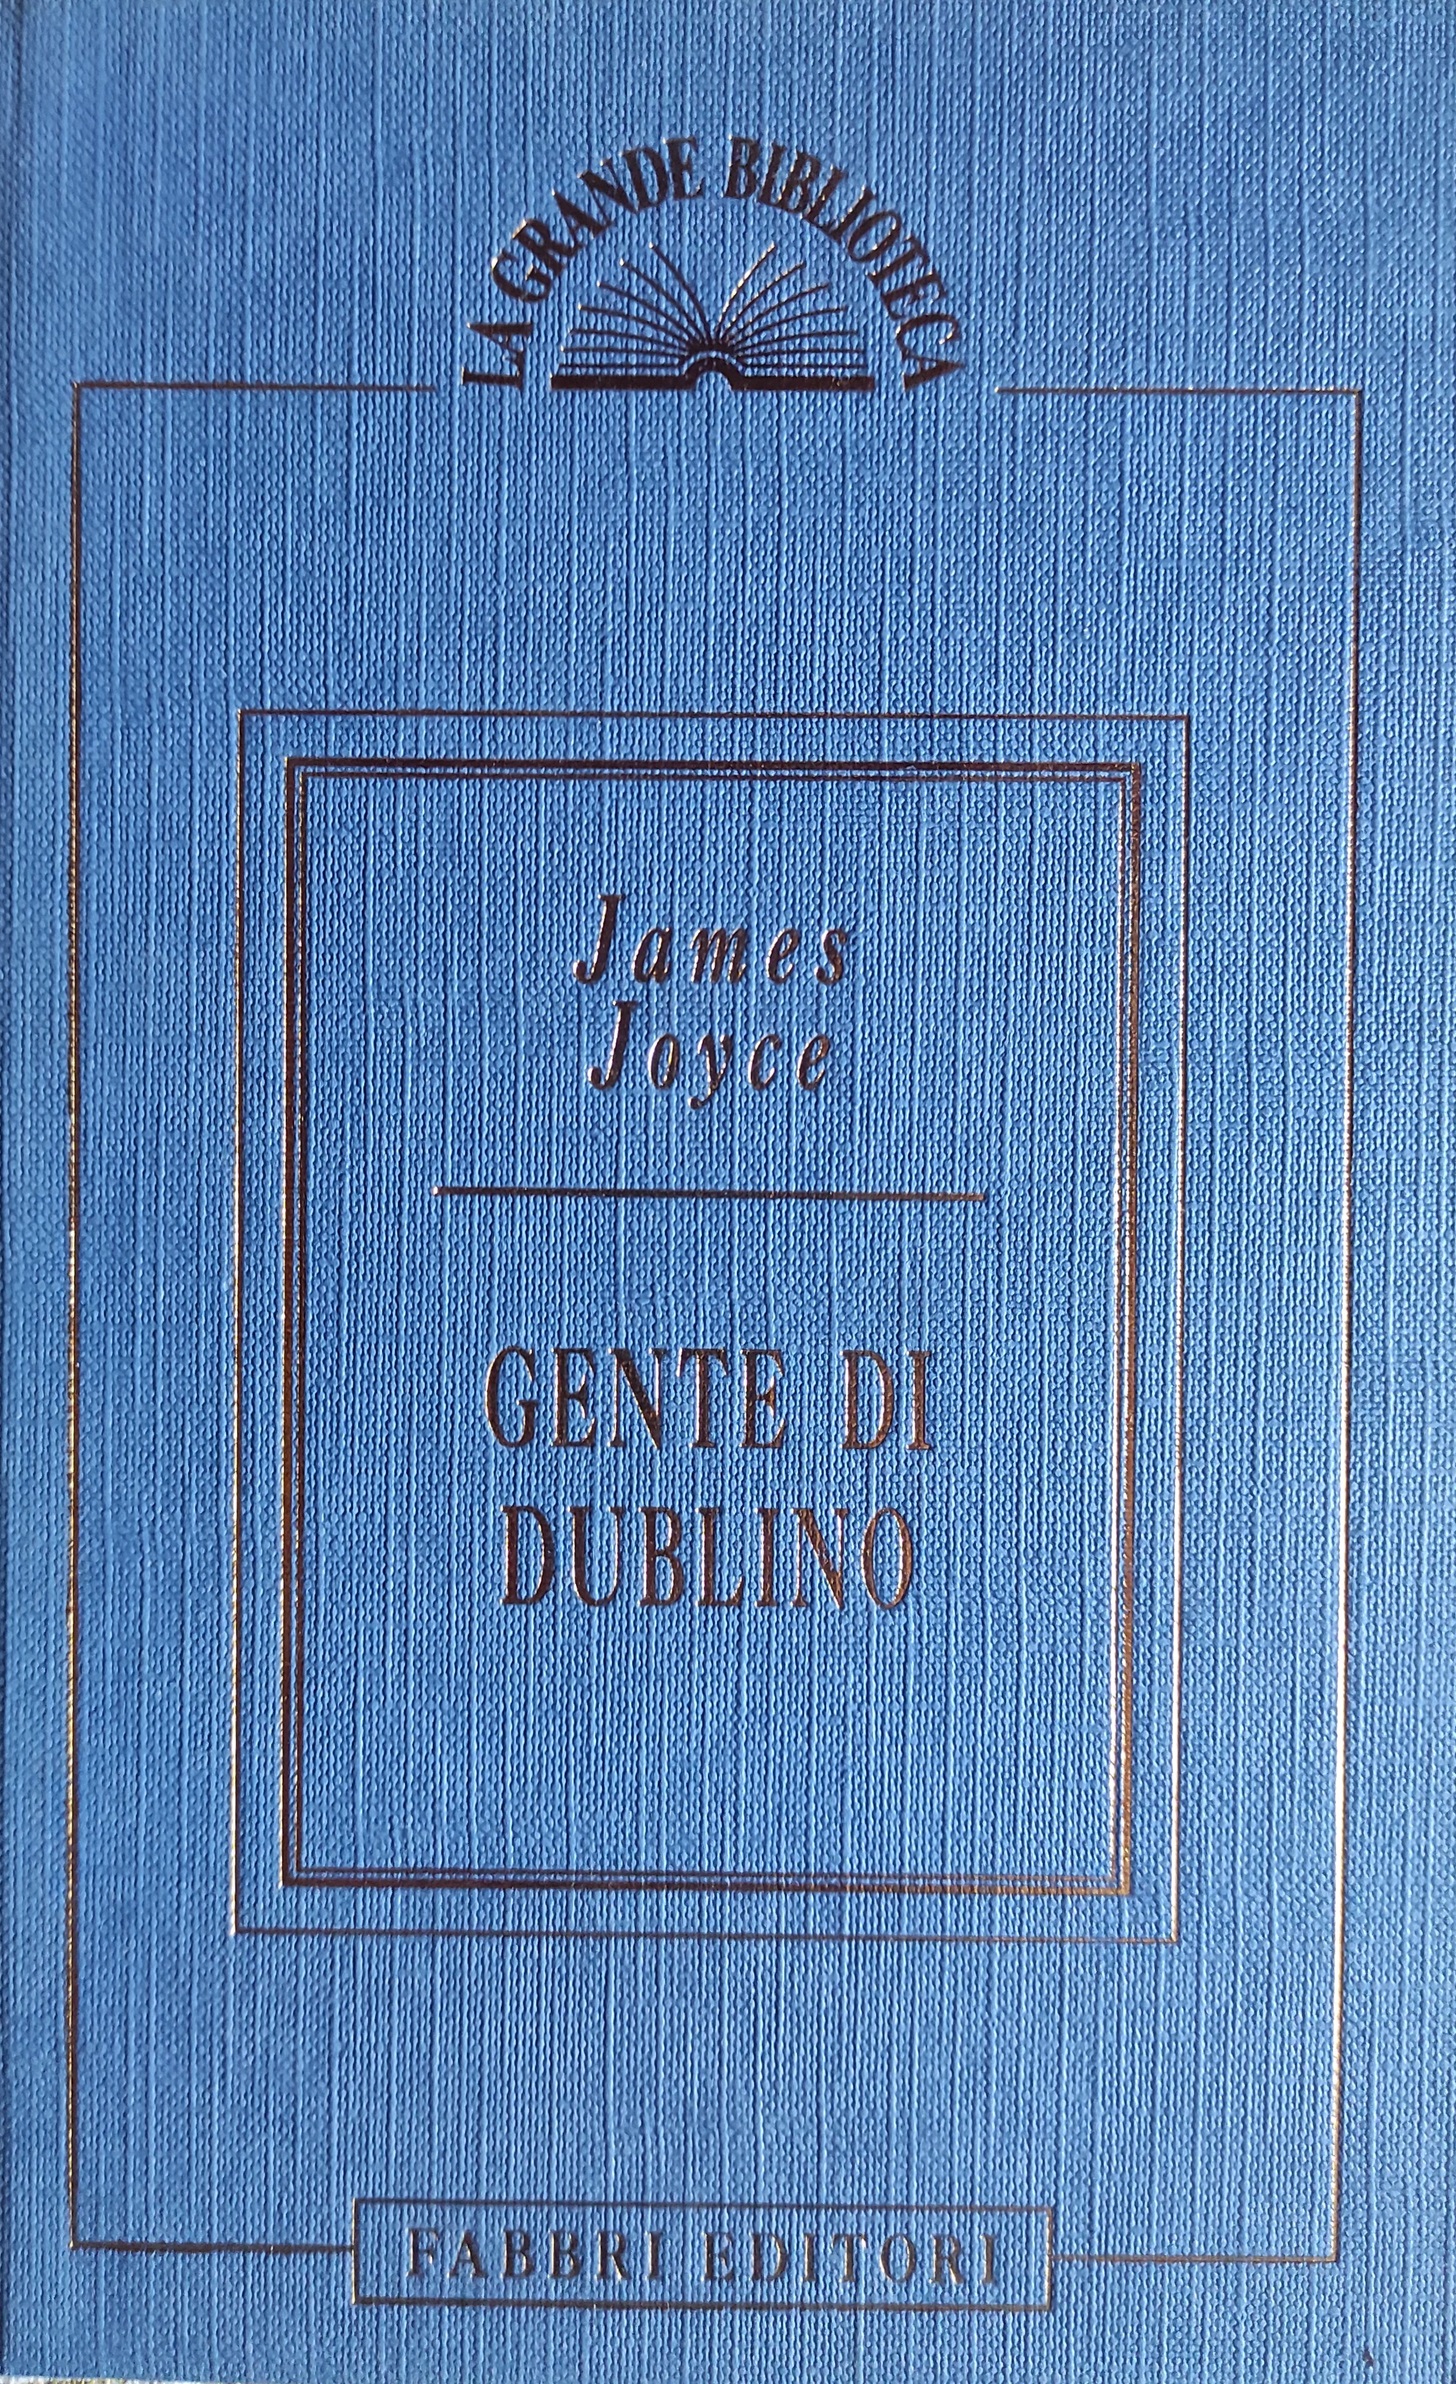 LA GRANDE BIBLIOTECA
James
Joyce
GENTE DI
DUBLINO
FABBRI EDITORI